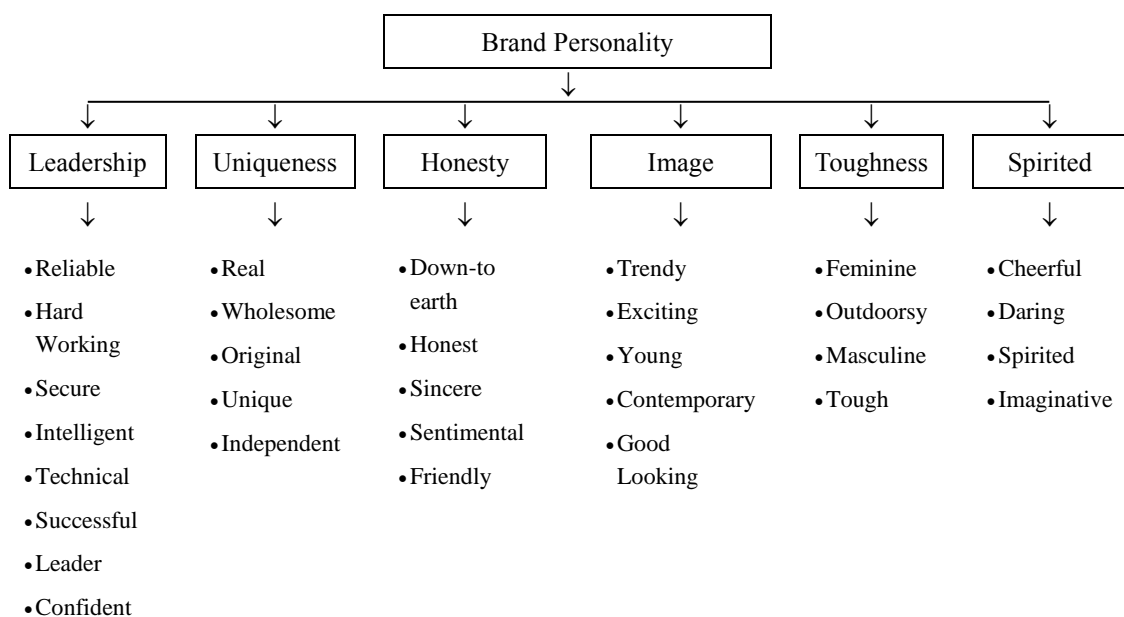 Brand Personality
Leadership
Uniqueness
Honesty
Image
Toughness
Spirited
•Reliable
•Hard
Working
•Secure
•Intelligent
•Technical
•Successful
•Leader
•Confident
•Real
•Wholesome
•Original
•Unique
•Independent
•Down-to
earth
•Honest
•Sincere
•Sentimental
•Friendly
•Trendy
•Exciting
•Young
•Contemporary
•Good
Looking
•Feminine
•Outdoorsy
•Masculine
•Tough
•Cheerful
•Daring
•Spirited
•Imaginative